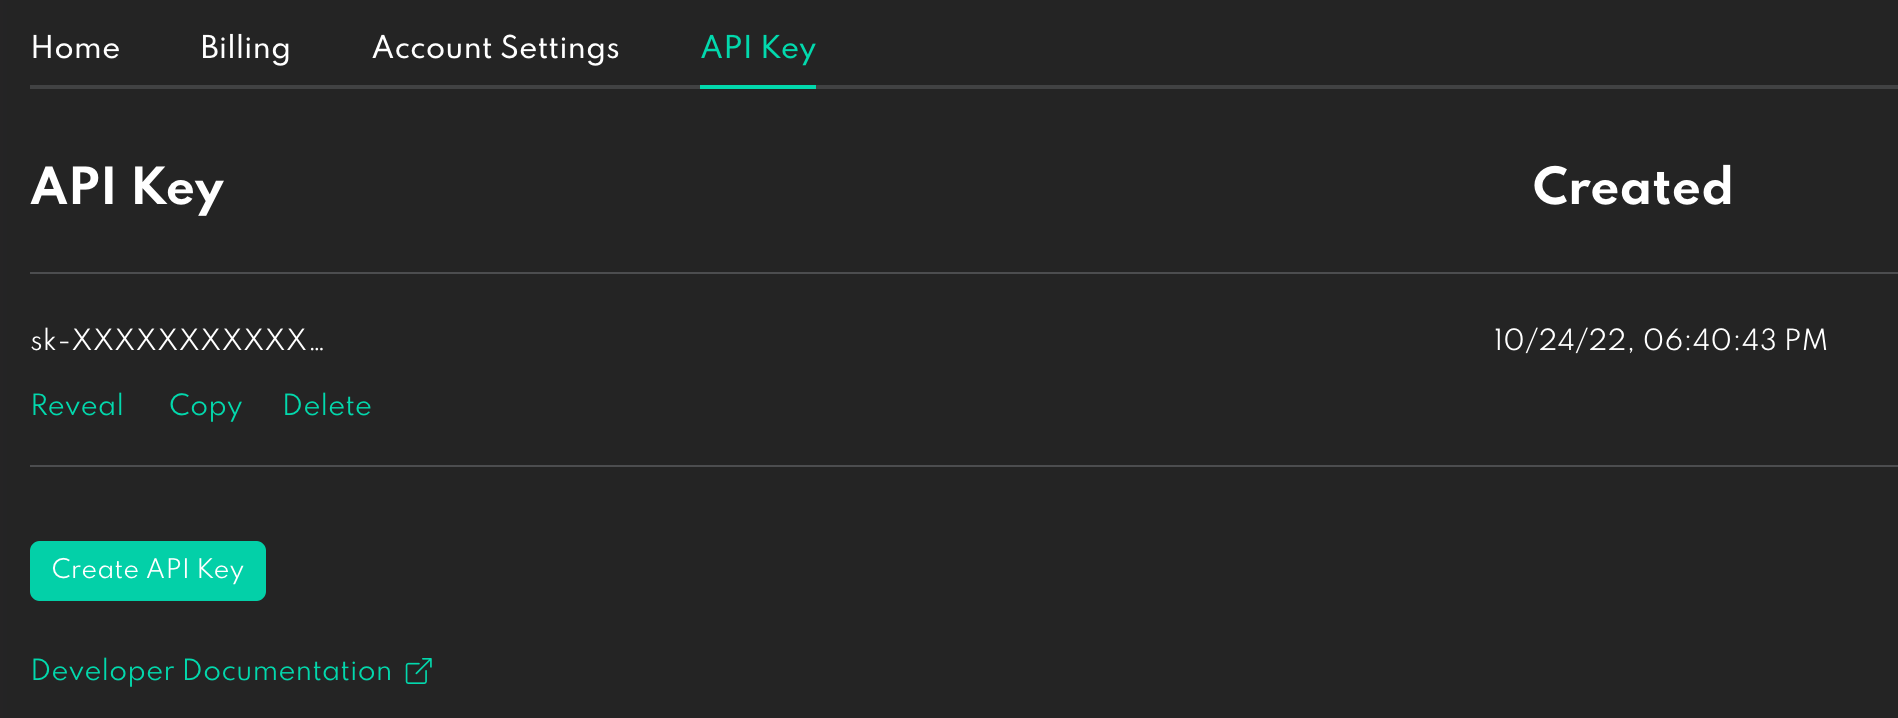 Home Billing Account Settings API Key
API Key Created
sk-XXXXXXXXXXX... 10/24/22, 06:40:43 PM
Reveal Copy Delete
Create API Key
Developer Documentation